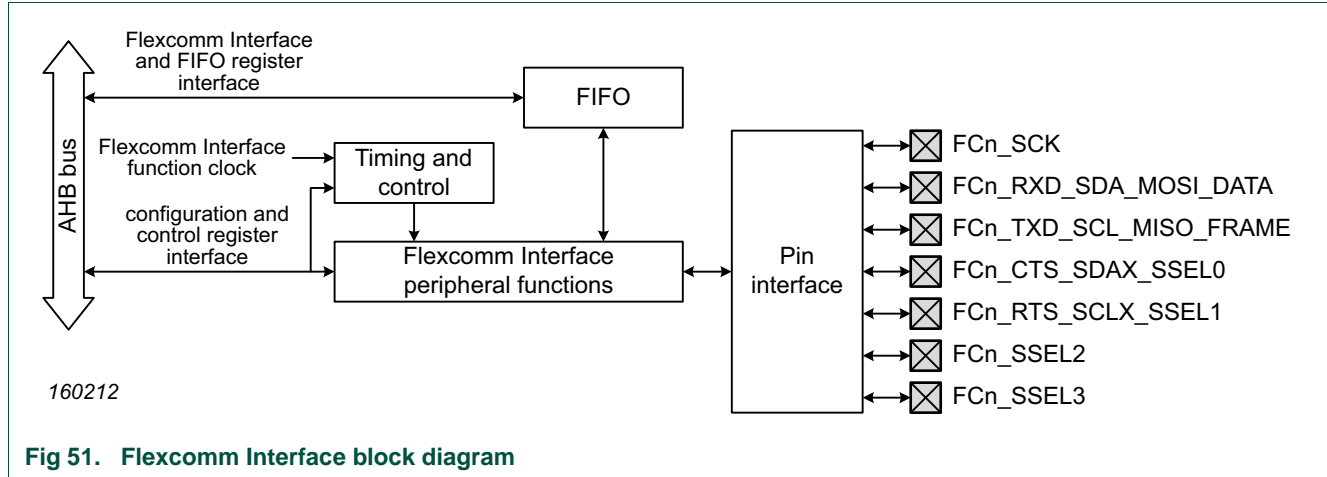 Flexcomm Interface
and FIFO register
interface
FIFO
AHB bus
Flexcomm Interface
function clock
Timing and
control
configuration and
control register
interface
Flexcomm Interface
peripheral functions
Pin
interface
FCn_SCK
FCn_RXD_SDA_MOSI_DATA
FCn_TXD_SCL_MISO_FRAME
FCn_CTS_SDAX_SSEL0
FCn_RTS_SCLX_SSEL1
FCn_SSEL2
FCn_SSEL3
160212
Fig 51. Flexcomm Interface block diagram